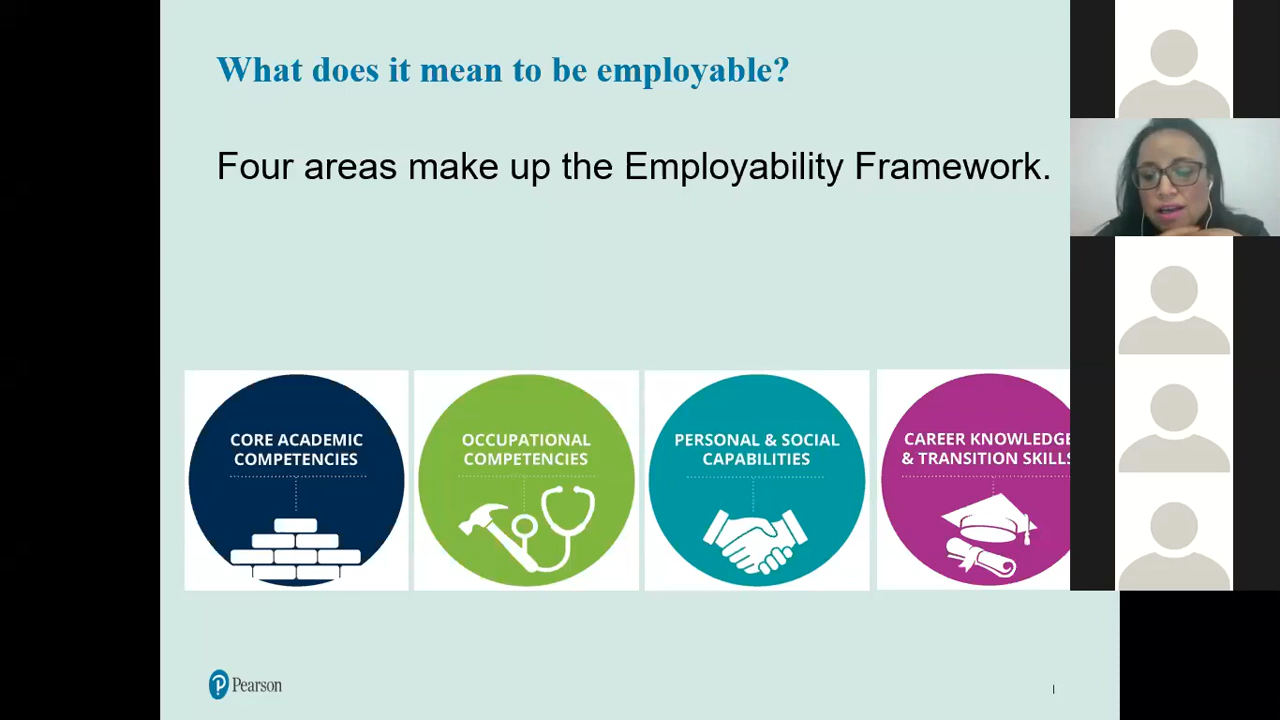 What does it mean to be employable?
Four areas make up the Employability Framework.
CORE ACADEMIC
COMPETENCIES
OCCUPATIONAL
COMPETENCIES
PERSONAL & SOCIAL
CAPABILITIES
CAREER KNOWLEDGE
& TRANSITION SKILLS
Pearson
1